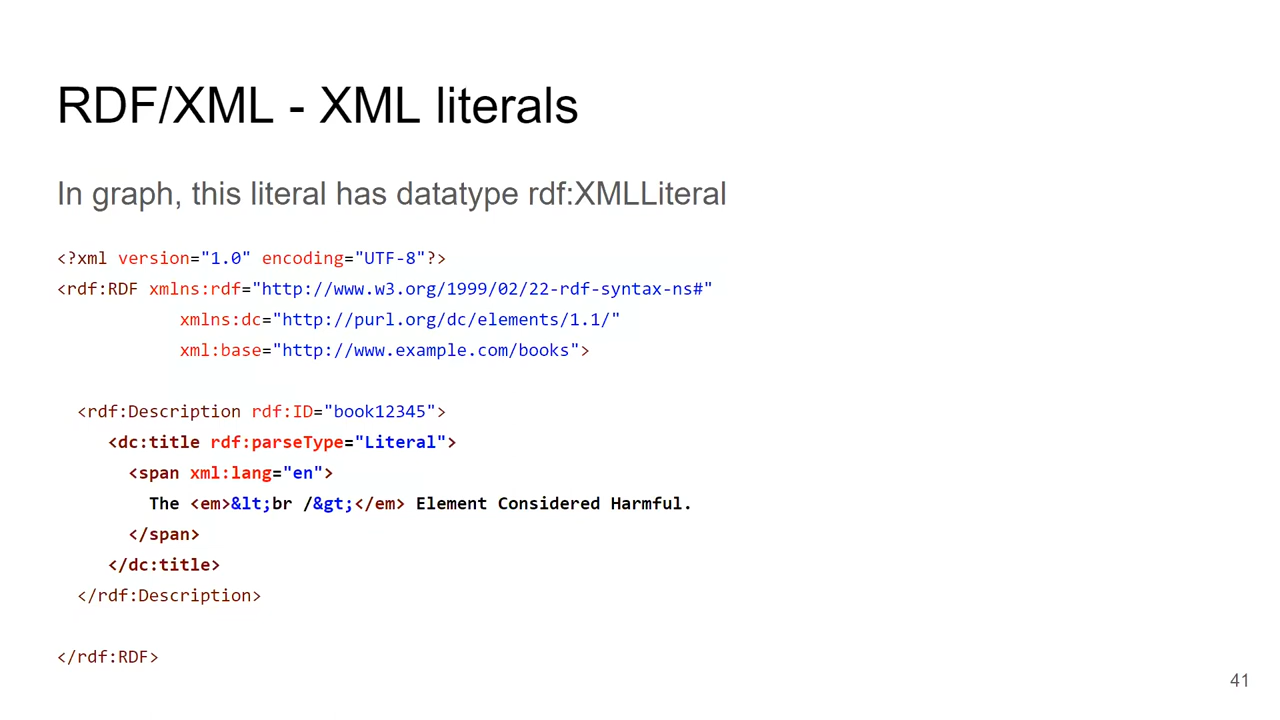 RDF/XML - XML literals
In graph, this literal has datatype rdf:XMLLiteral
<?xml version="1.0" encoding="UTF-8"?>
<rdf:RDF xmlns:rdf="http://www.w3.org/1999/02/22-rdf-syntax-ns#"
xmlns:dc="http://purl.org/dc/elements/1.1/"
xml:base="http://www.example.com/books">
<rdf:Description rdf:ID="book12345">
<dc:title rdf:parseType="Literal">
<span xml:lang="en">
The <em>&lt;br /&gt;</em> Element Considered Harmful.
</span>
</dc:title>
</rdf:Description>
</rdf:RDF>
41